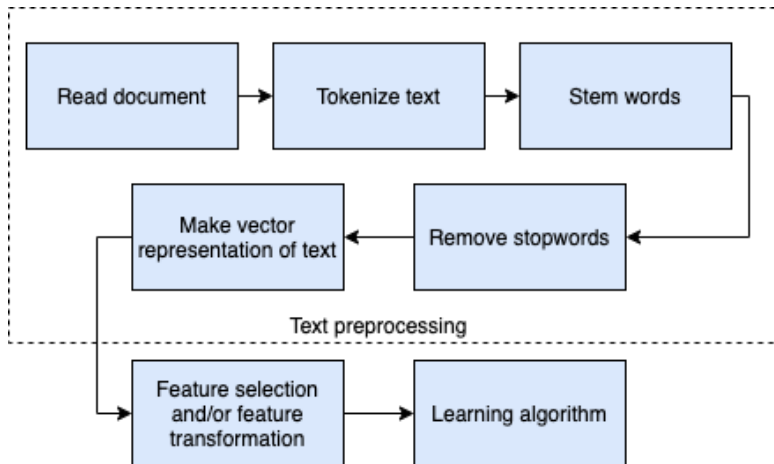 Read document
Tokenize text
Stem words
Make vector
representation of text
Remove stopwords
Text preprocessing
Feature selection
and/or feature
transformation
Learning algorithm